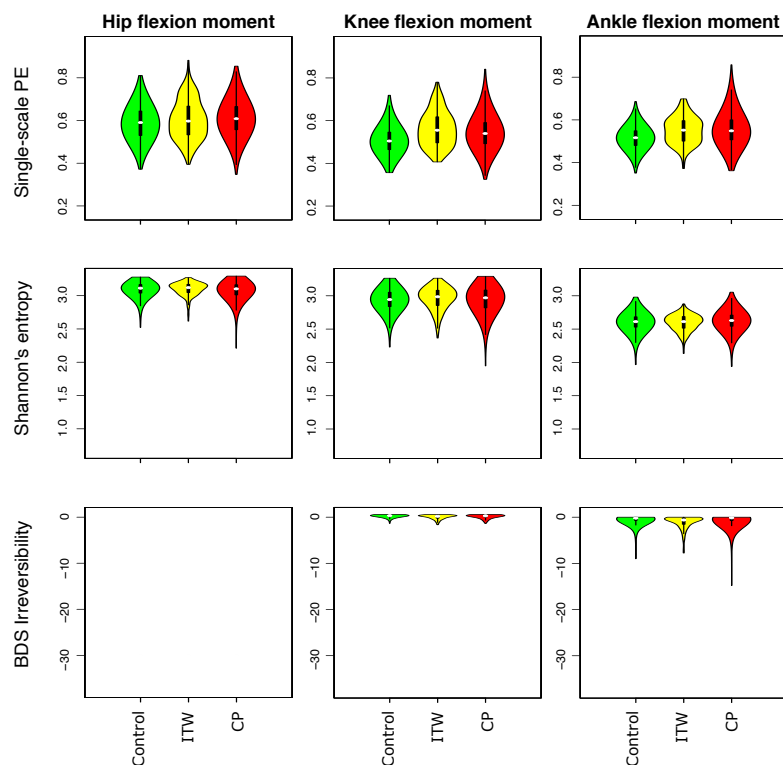 Hip flexion moment Knee flexion moment Ankle flexion moment
Single-scale PE
0.8 0.8 0.8
0.6 0.6 0.6
0.4 0.4 0.4
0.2 0.2 0.2
Shannon's entropy
3.0 3.0 3.0
2.5 2.5 2.5
2.0 2.0 2.0
1.5 1.5 1.5
1.0 1.0 1.0
BDS Irreversibility
0 0 0
−10 −10 −10
−20 −20 −20
−30 −30 −30
Control ITW CP Control ITW CP Control ITW CP